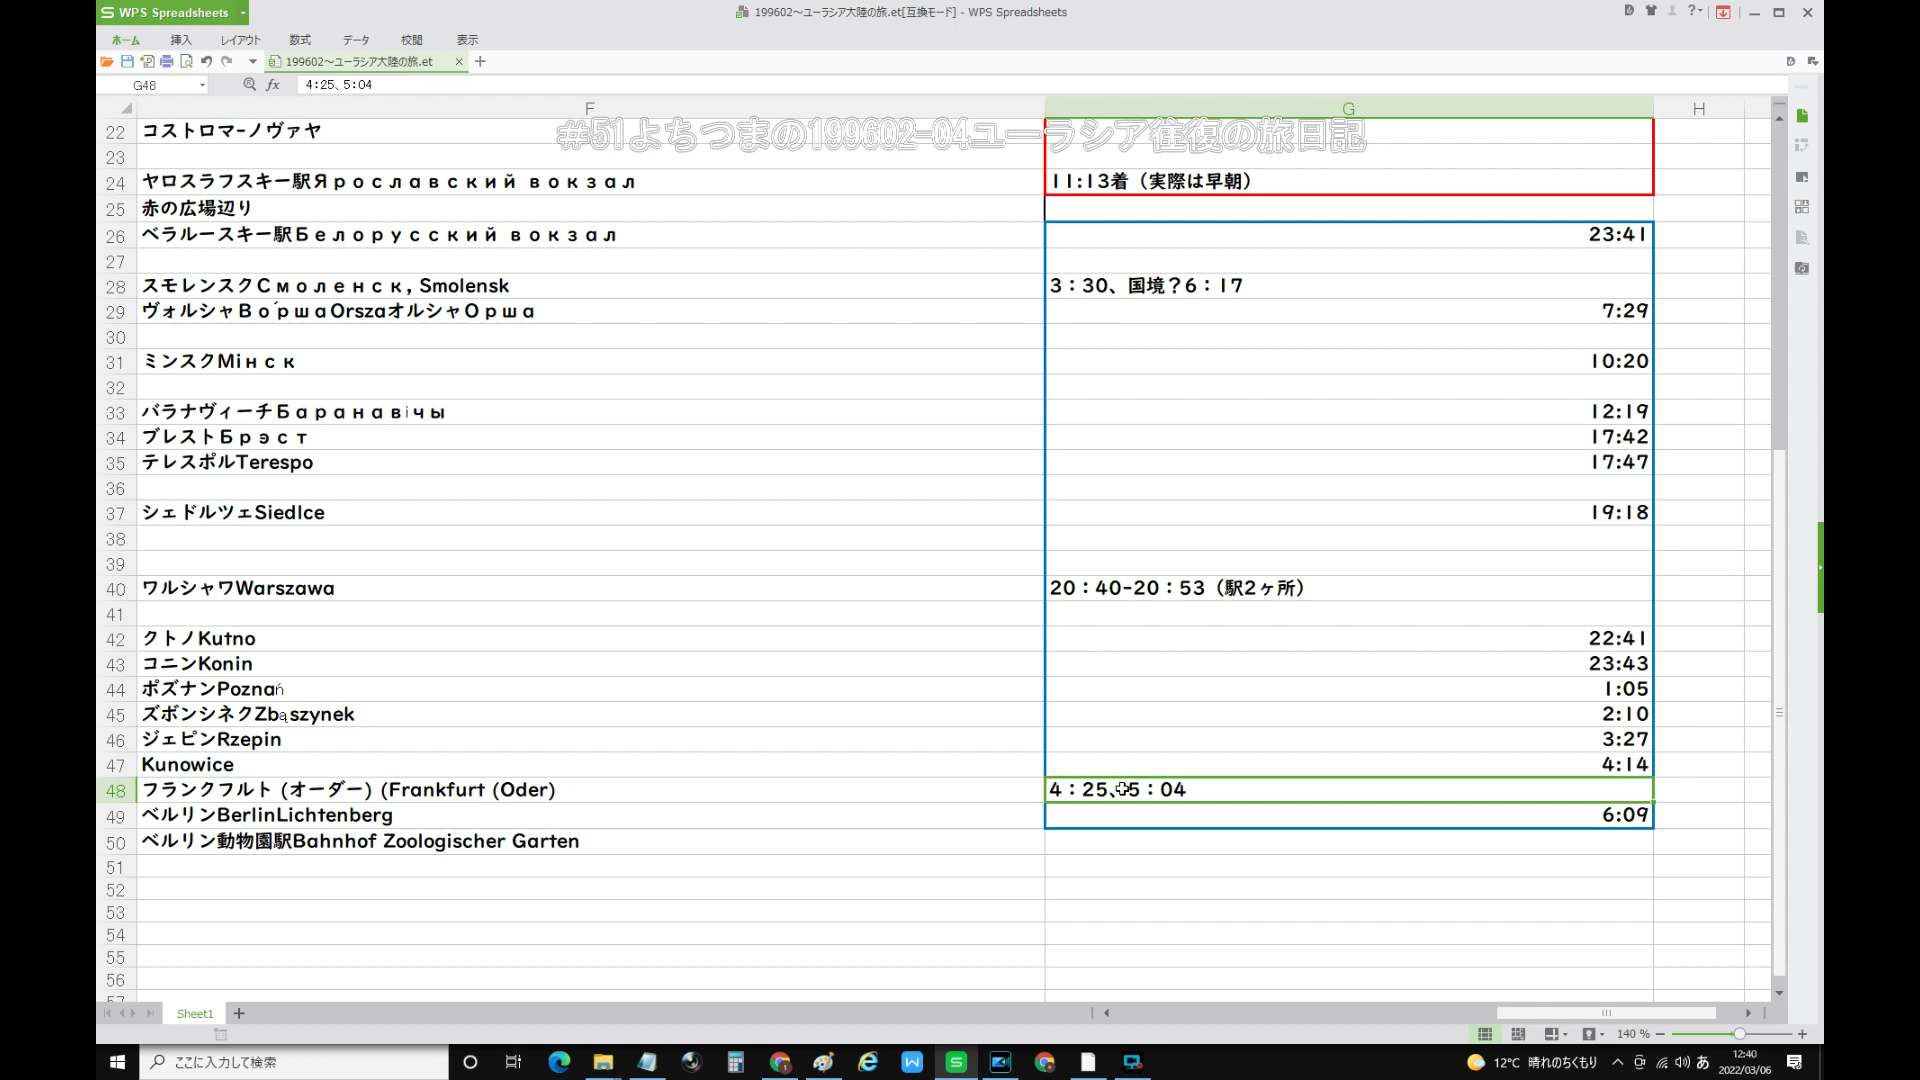 WPS Spreadsheets
199602～ユーラシア大陸の旅.et[互換モード] - WPS Spreadsheets
ホーム 挿入 レイアウト 数式 データ 校閲 表示
199602～ユーラシア大陸の旅.et
G48 fx 4:25、5:04
F G H
#51よちつまの199602-04ユーラシア往復の旅日記
22 コストロマ-ノヴァヤ
23
24 ヤロスラフスキー駅Ярославский вокзал 11:13着（実際は早朝）
25 赤の広場辺り
26 ベラルースキー駅Белорусский вокзал 23:41
27
28 スモレンスクСмоленск, Smolensk 3：30、国境？6：17
29 ヴォルシャВо́ршаOrszaオルシャОрша 7:29
30
31 ミンスクМінск 10:20
32
33 バラナヴィーチБаранавічы 12:19
34 ブレストБрэст 17:42
35 テレスポルTerespo 17:47
36
37 シェドルツェSiedlce 19:18
38
39
40 ワルシャワWarszawa 20：40-20：53（駅2ヶ所）
41
42 クトノKutno 22:41
43 コニンKonin 23:43
44 ポズナンPoznań 1:05
45 ズボンシネクZbąszynek 2:10
46 ジェピンRzepin 3:27
47 Kunowice 4:14
48 フランクフルト (オーダー) (Frankfurt (Oder) 4：25、5：04
49 ベルリンBerlinLichtenberg 6:09
50 ベルリン動物園駅Bahnhof Zoologischer Garten
51
52
53
54
55
56
57
Sheet1
140 %
ここに入力して検索
12°C 晴れのちくもり
あ
12:40
2022/03/06